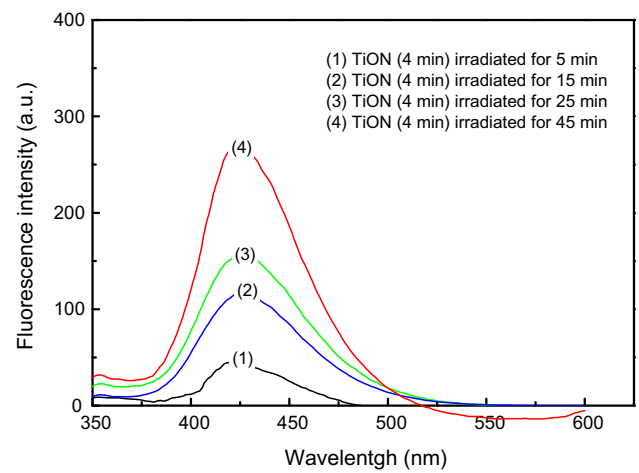 400
300
200
100
0
Fluorescence intensity (a.u.)
(1) TiON (4 min) irradiated for 5 min
(2) TiON (4 min) irradiated for 15 min
(3) TiON (4 min) irradiated for 25 min
(4) TiON (4 min) irradiated for 45 min
(4)
(3)
(2)
(1)
350 400 450 500 550 600
Wavelentgh (nm)